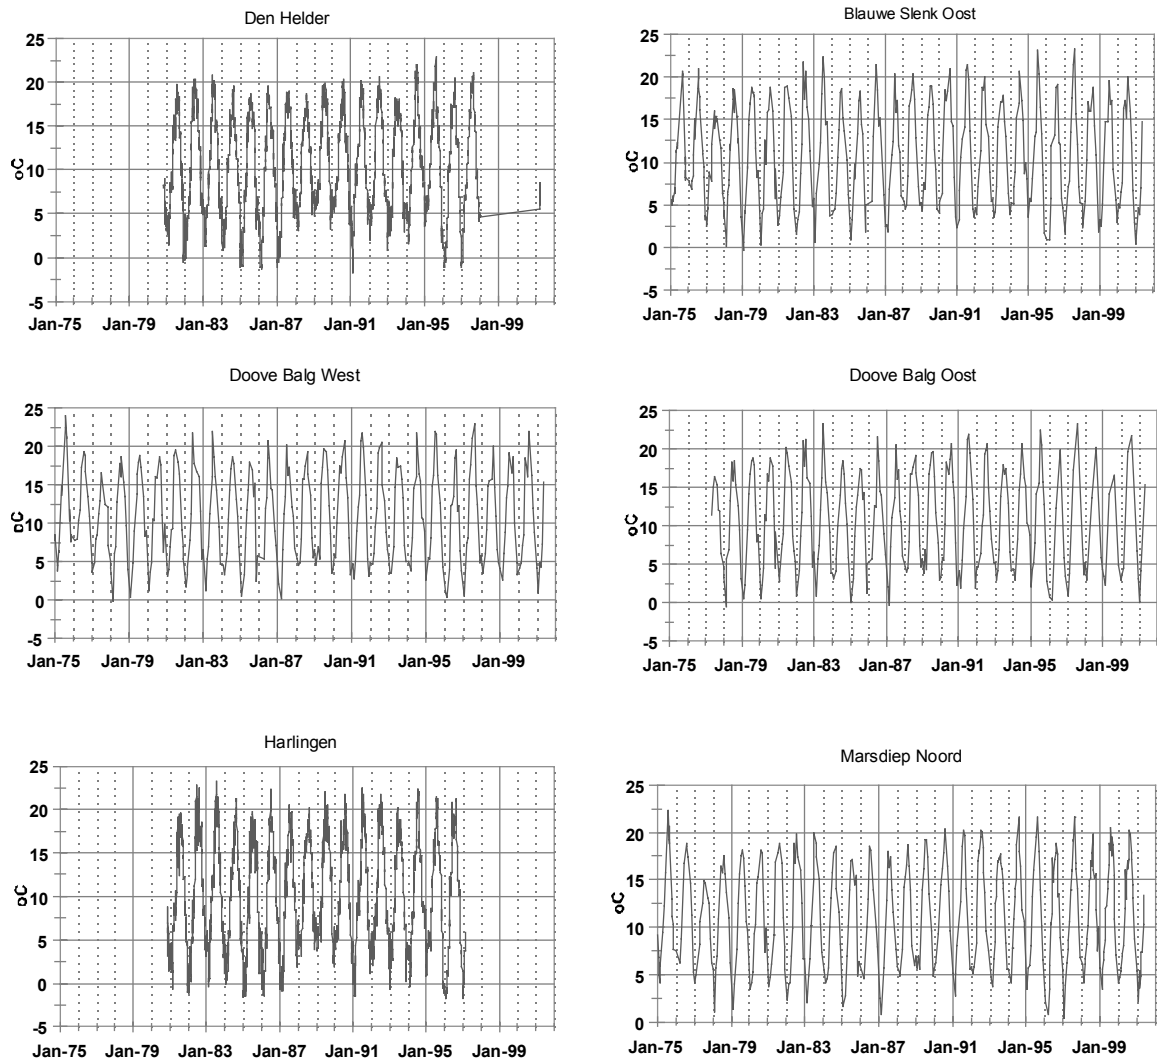 Den Helder
25
20
15
10
5
0
-5
oC
Jan-75 Jan-79 Jan-83 Jan-87 Jan-91 Jan-95 Jan-99
Blauwe Slenk Oost
25
20
15
10
5
0
-5
oC
Jan-75 Jan-79 Jan-83 Jan-87 Jan-91 Jan-95 Jan-99
Doove Balg West
25
20
15
10
5
0
-5
oC
Jan-75 Jan-79 Jan-83 Jan-87 Jan-91 Jan-95 Jan-99
Doove Balg Oost
25
20
15
10
5
0
-5
oC
Jan-75 Jan-79 Jan-83 Jan-87 Jan-91 Jan-95 Jan-99
Harlingen
25
20
15
10
5
0
-5
oC
Jan-75 Jan-79 Jan-83 Jan-87 Jan-91 Jan-95 Jan-99
Marsdiep Noord
25
20
15
10
5
0
oC
Jan-75 Jan-79 Jan-83 Jan-87 Jan-91 Jan-95 Jan-99